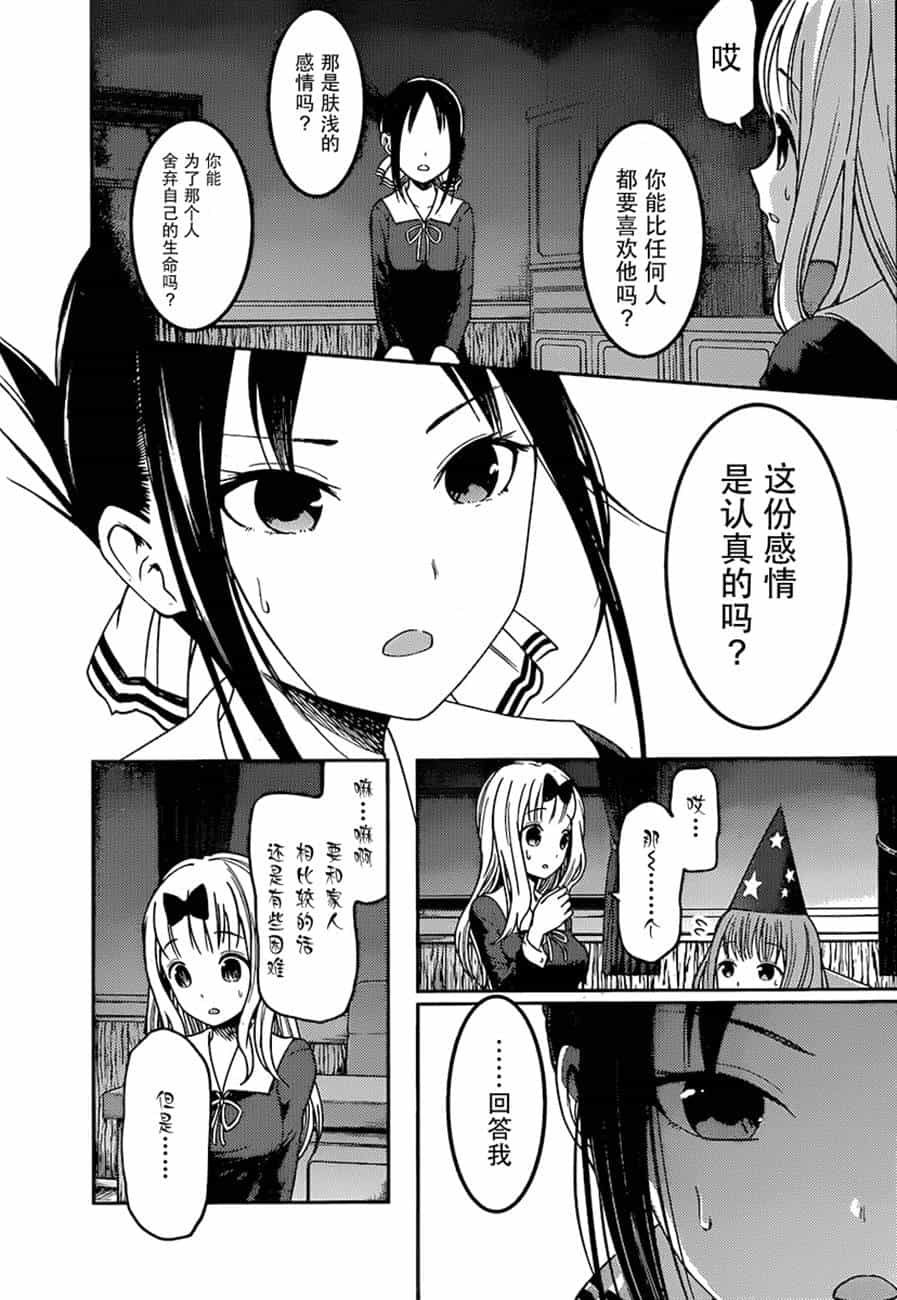 哎
你能比任何人
都要喜欢他吗？
那是肤浅的
感情吗？
你能
为了那个人
舍弃自己的生命吗？
这份感情
是认真的吗？
哎…
那～………个
……回答我
嘛…嘛啊
要和家人
相比较的话
还是有些困难
但是……